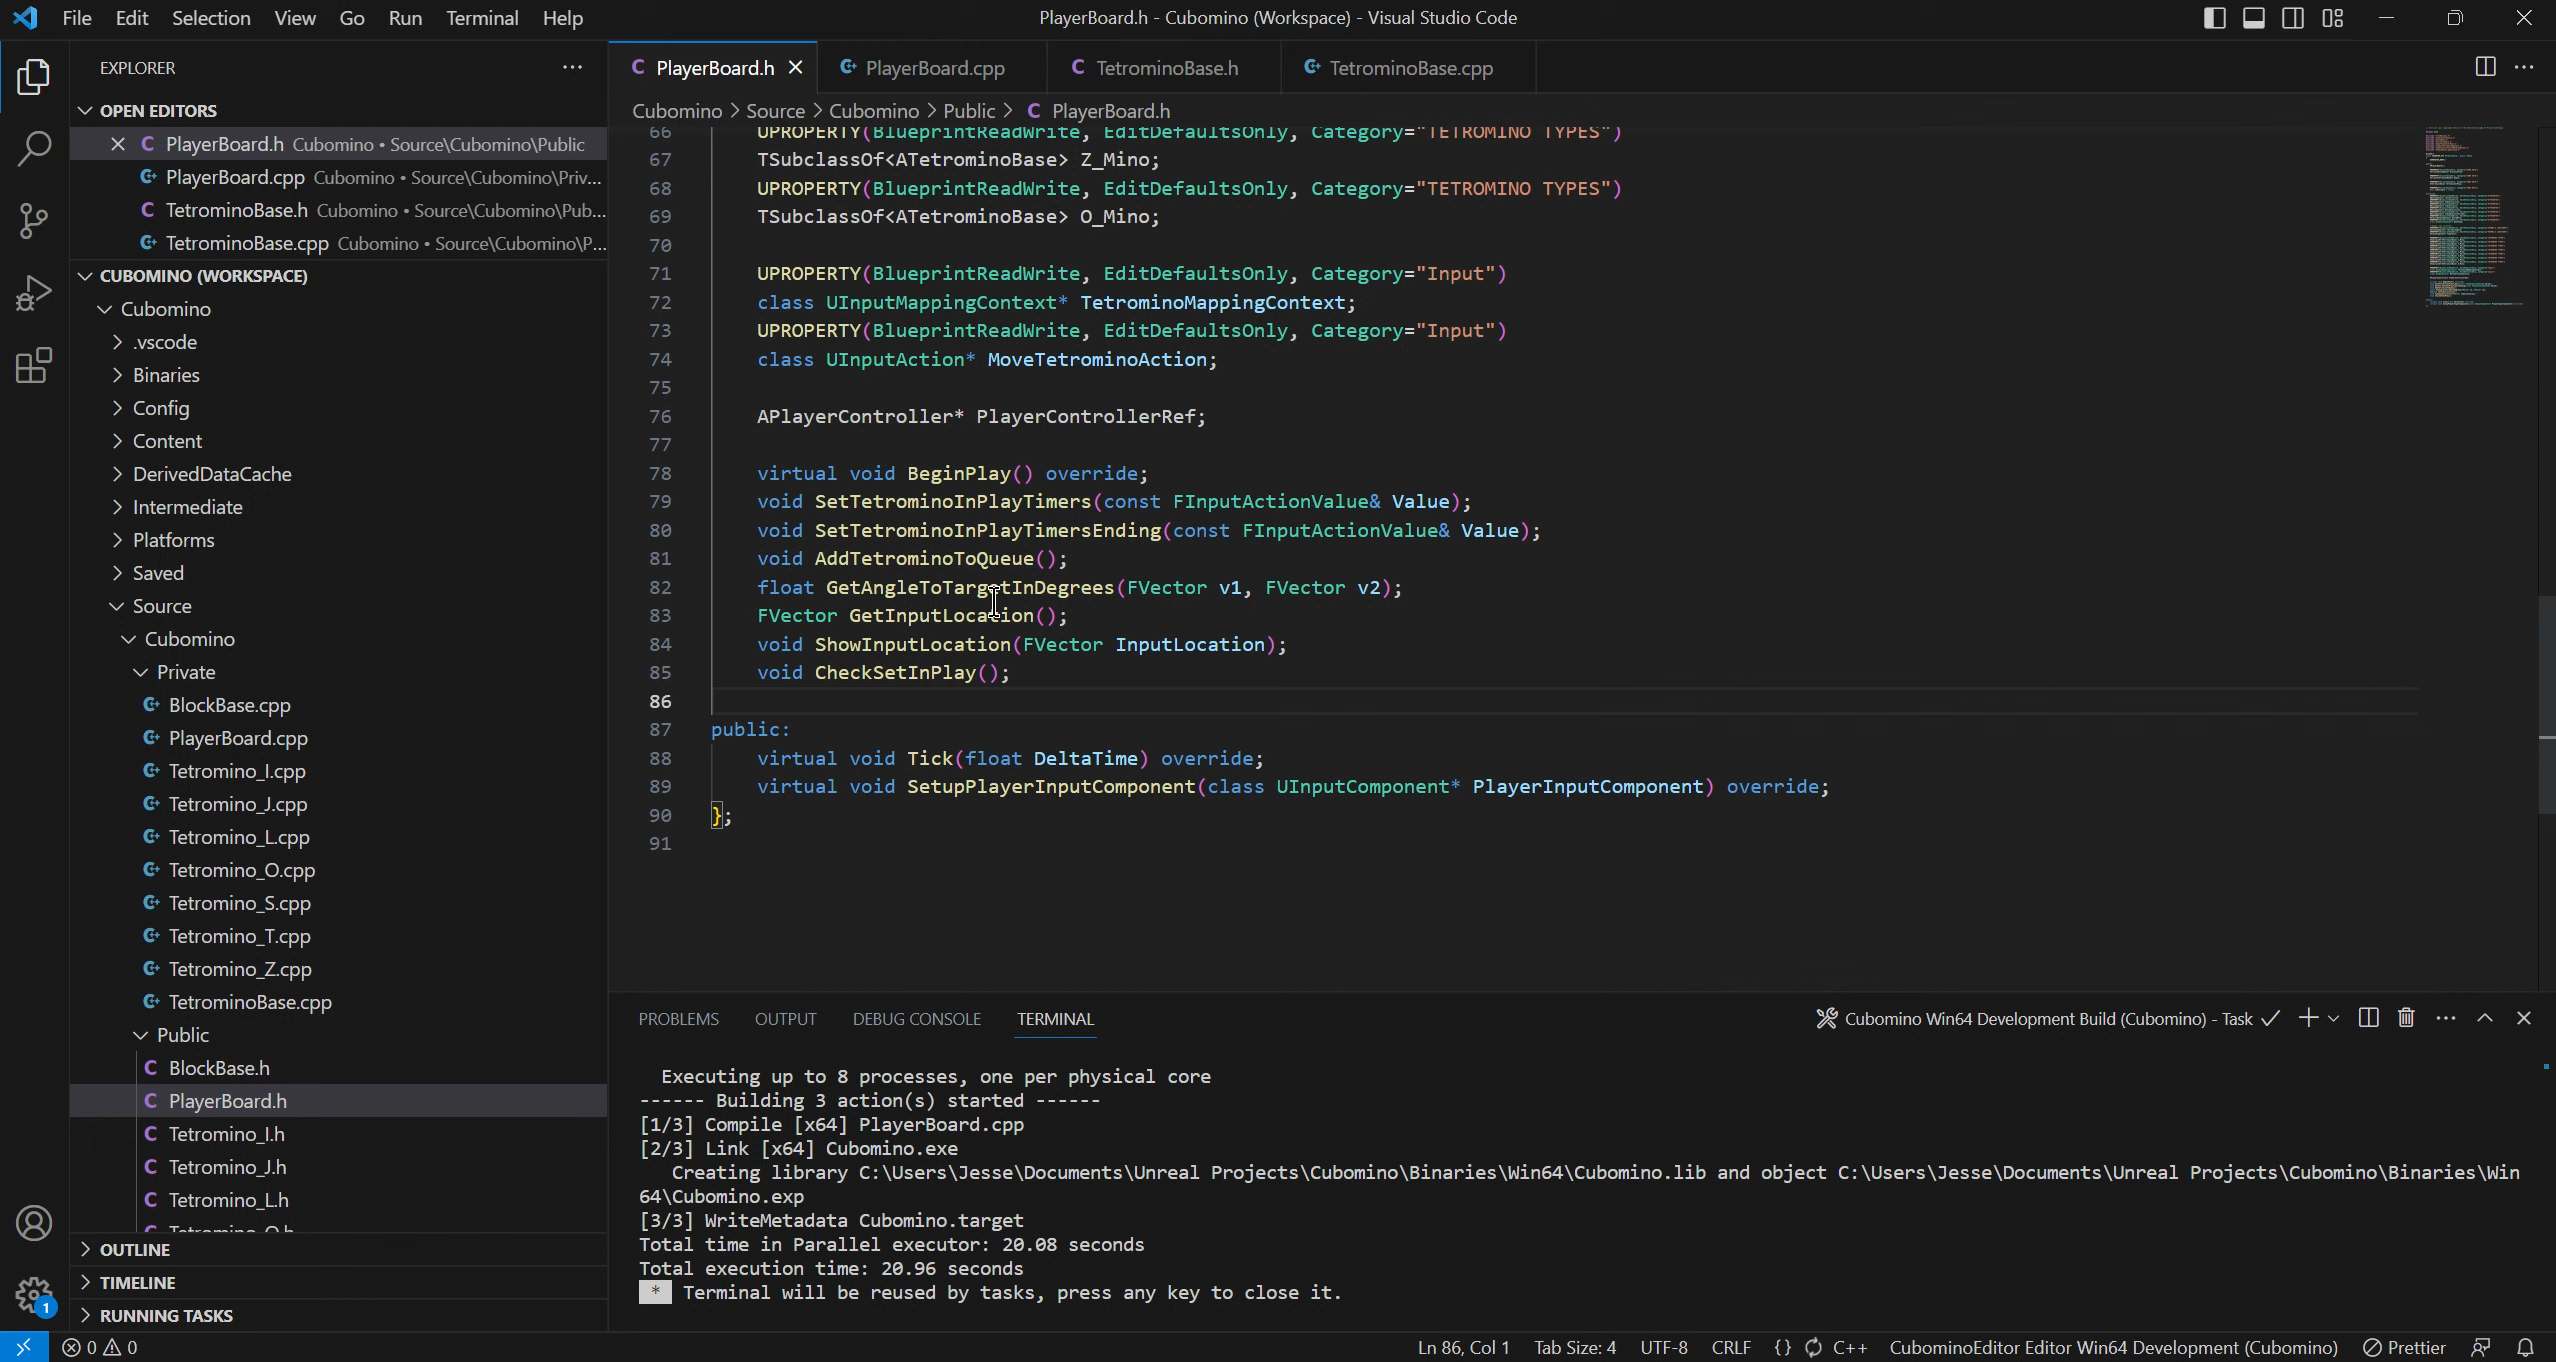 File Edit Selection View Go Run Terminal Help
PlayerBoard.h - Cubomino (Workspace) - Visual Studio Code
EXPLORER
OPEN EDITORS
PlayerBoard.h Cubomino • Source\Cubomino\Public
PlayerBoard.cpp Cubomino • Source\Cubomino\Priv...
TetrominoBase.h Cubomino • Source\Cubomino\Pub...
TetrominoBase.cpp Cubomino • Source\Cubomino\P...
CUBOMINO (WORKSPACE)
Cubomino
.vscode
Binaries
Config
Content
DerivedDataCache
Intermediate
Platforms
Saved
Source
Cubomino
Private
BlockBase.cpp
PlayerBoard.cpp
Tetromino_I.cpp
Tetromino_J.cpp
Tetromino_L.cpp
Tetromino_O.cpp
Tetromino_S.cpp
Tetromino_T.cpp
Tetromino_Z.cpp
TetrominoBase.cpp
Public
BlockBase.h
PlayerBoard.h
Tetromino_I.h
Tetromino_J.h
Tetromino_L.h
Tetromino_O.h
OUTLINE
TIMELINE
RUNNING TASKS
PlayerBoard.h PlayerBoard.cpp TetrominoBase.h TetrominoBase.cpp
Cubomino > Source > Cubomino > Public > C PlayerBoard.h
66 UPROPERTY(BlueprintReadWrite, EditDefaultsOnly, Category="TETROMINO TYPES")
67 TSubclassOf<ATetrominoBase> Z_Mino;
68 UPROPERTY(BlueprintReadWrite, EditDefaultsOnly, Category="TETROMINO TYPES")
69 TSubclassOf<ATetrominoBase> O_Mino;
70
71 UPROPERTY(BlueprintReadWrite, EditDefaultsOnly, Category="Input")
72 class UInputMappingContext* TetrominoMappingContext;
73 UPROPERTY(BlueprintReadWrite, EditDefaultsOnly, Category="Input")
74 class UInputAction* MoveTetrominoAction;
75
76 APlayerController* PlayerControllerRef;
77
78 virtual void BeginPlay() override;
79 void SetTetrominoInPlayTimers(const FInputActionValue& Value);
80 void SetTetrominoInPlayTimersEnding(const FInputActionValue& Value);
81 void AddTetrominoToQueue();
82 float GetAngleToTargetInDegrees(FVector v1, FVector v2);
83 FVector GetInputLocation();
84 void ShowInputLocation(FVector InputLocation);
85 void CheckSetInPlay();
86
87 public:
88 virtual void Tick(float DeltaTime) override;
89 virtual void SetupPlayerInputComponent(class UInputComponent* PlayerInputComponent) override;
90 };
91
PROBLEMS OUTPUT DEBUG CONSOLE TERMINAL
Cubomino Win64 Development Build (Cubomino) - Task
Executing up to 8 processes, one per physical core
------ Building 3 action(s) started ------
[1/3] Compile [x64] PlayerBoard.cpp
[2/3] Link [x64] Cubomino.exe
Creating library C:\Users\Jesse\Documents\Unreal Projects\Cubomino\Binaries\Win64\Cubomino.lib and object C:\Users\Jesse\Documents\Unreal Projects\Cubomino\Binaries\Win
64\Cubomino.exp
[3/3] WriteMetadata Cubomino.target
Total time in Parallel executor: 20.08 seconds
Total execution time: 20.96 seconds
* Terminal will be reused by tasks, press any key to close it.
1
0 0
Ln 86, Col 1 Tab Size: 4 UTF-8 CRLF {} C++ CubominoEditor Editor Win64 Development (Cubomino) Prettier